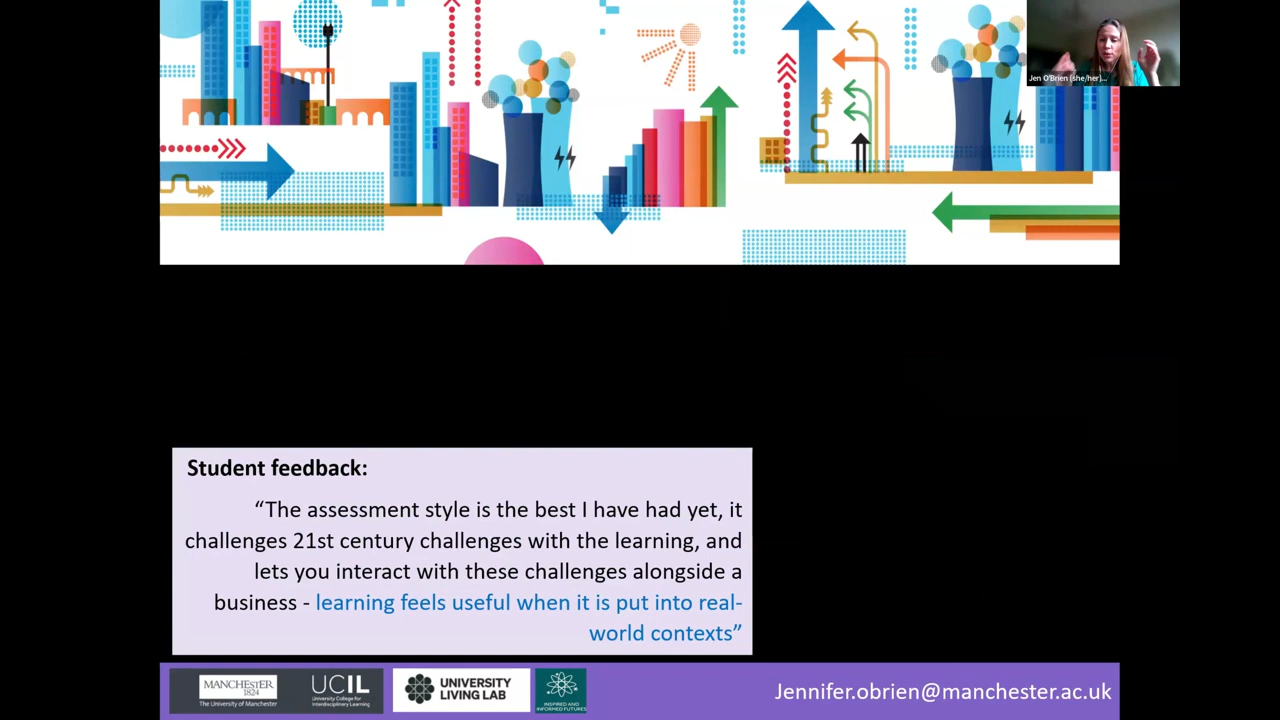 Jen O'Brien (she/her)...
Student feedback:
“The assessment style is the best I have had yet, it
challenges 21st century challenges with the learning, and
lets you interact with these challenges alongside a
business - learning feels useful when it is put into real-
world contexts”
MANCHESTER
1824
The University of Manchester
UCIL
University College for
Interdisciplinary Learning
UNIVERSITY
LIVING LAB
INSPIRED AND
INFORMED FUTURES
Jennifer.obrien@manchester.ac.uk